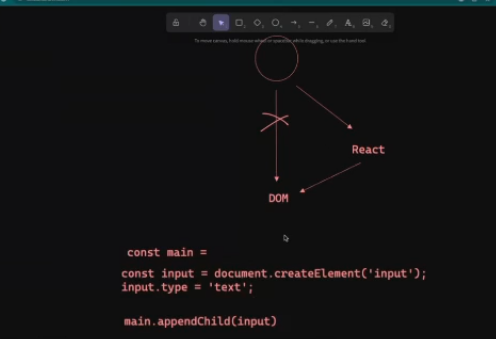 To move canvas, hold mouse wheel or spacebar while dragging, or use the hand tool
React
DOM
const main =
const input = document.createElement('input');
input.type = 'text';
main.appendChild(input)